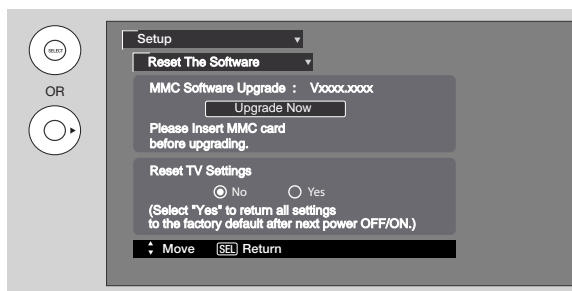 SELECT
OR
Setup
Reset The Software
MMC Software Upgrade : Vxxxx.xxxx
Upgrade Now
Please Insert MMC card
before upgrading.
Reset TV Settings
No Yes
(Select "Yes" to return all settings
to the factory default after next power OFF/ON.)
Move SEL Return